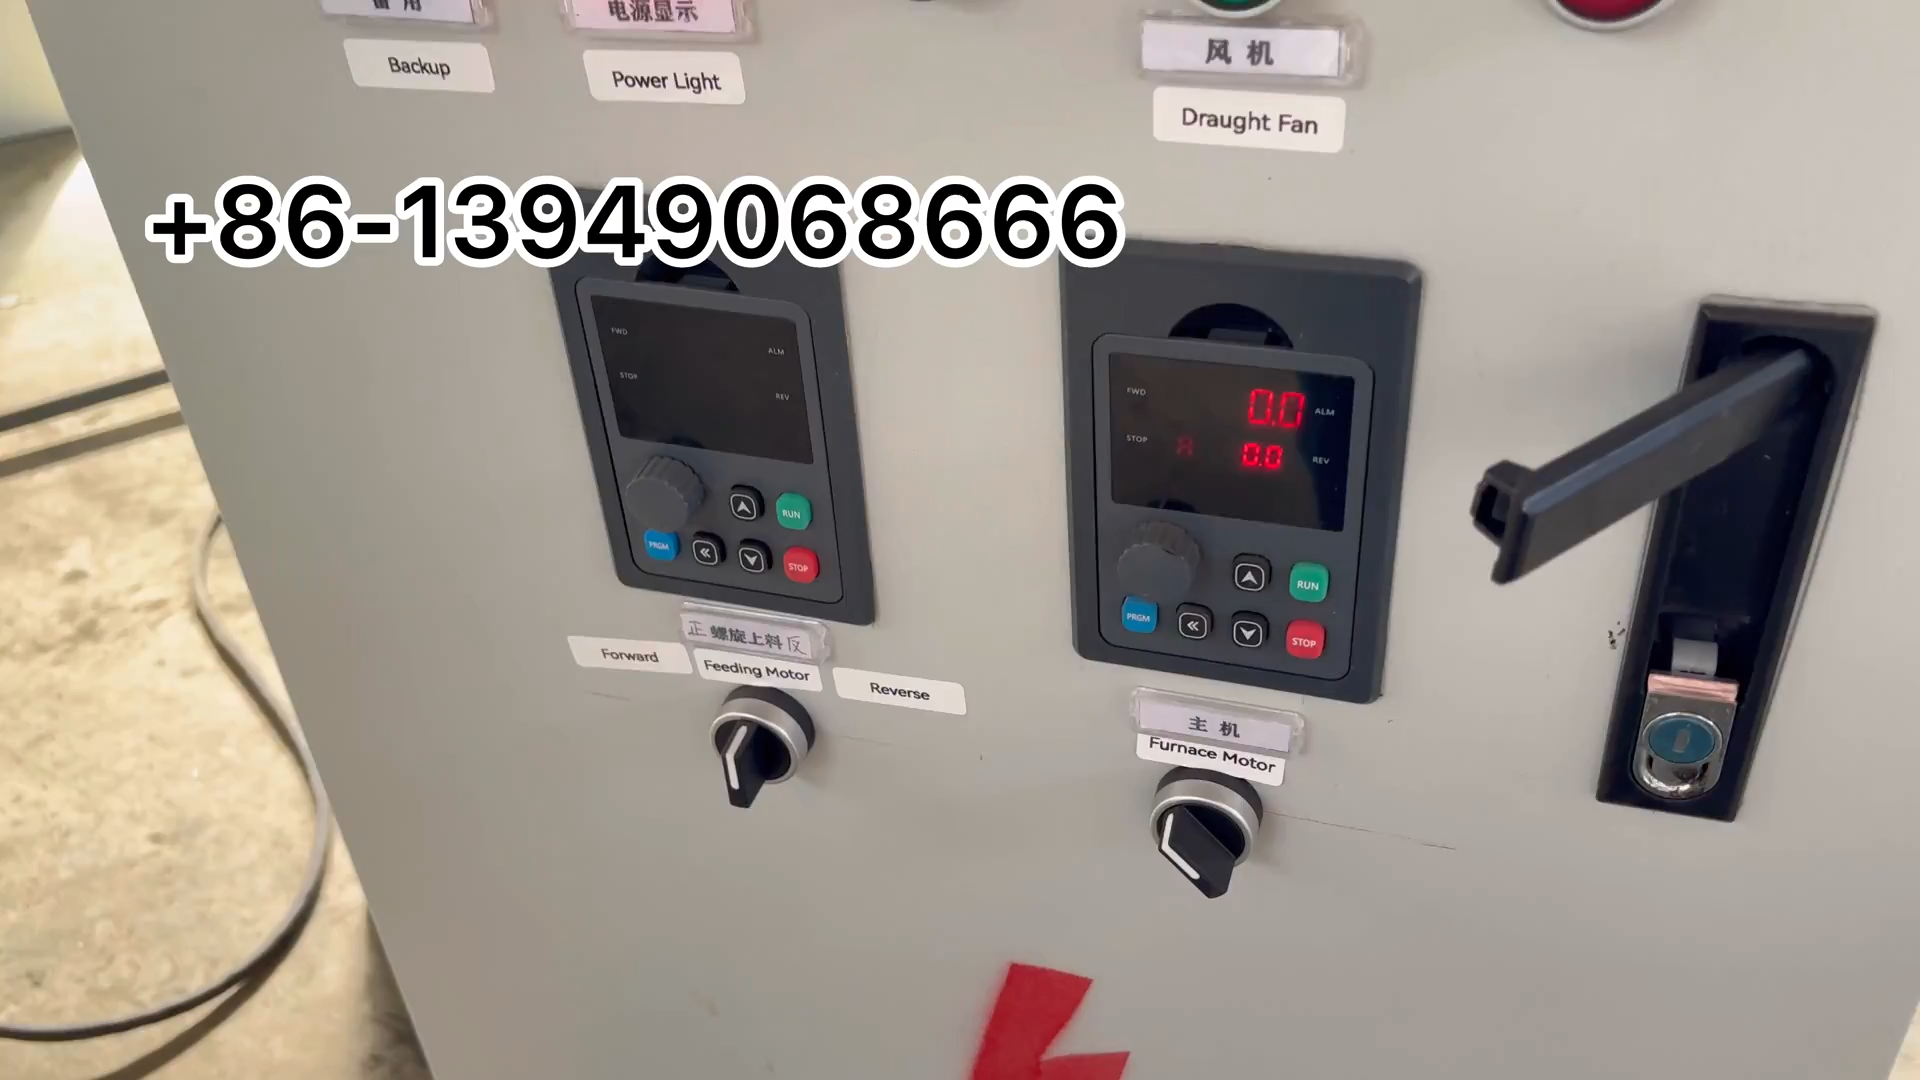 备用
电源显示
Backup
Power Light
风机
Draught Fan
+86-13949068666
FWD
ALM
STOP
REV
RUN
PRGM
STOP
FWD
0.0
ALM
STOP
A
0.0
REV
RUN
PRGM
STOP
正 螺旋上料 反
Forward
Feeding Motor
Reverse
主机
Furnace Motor